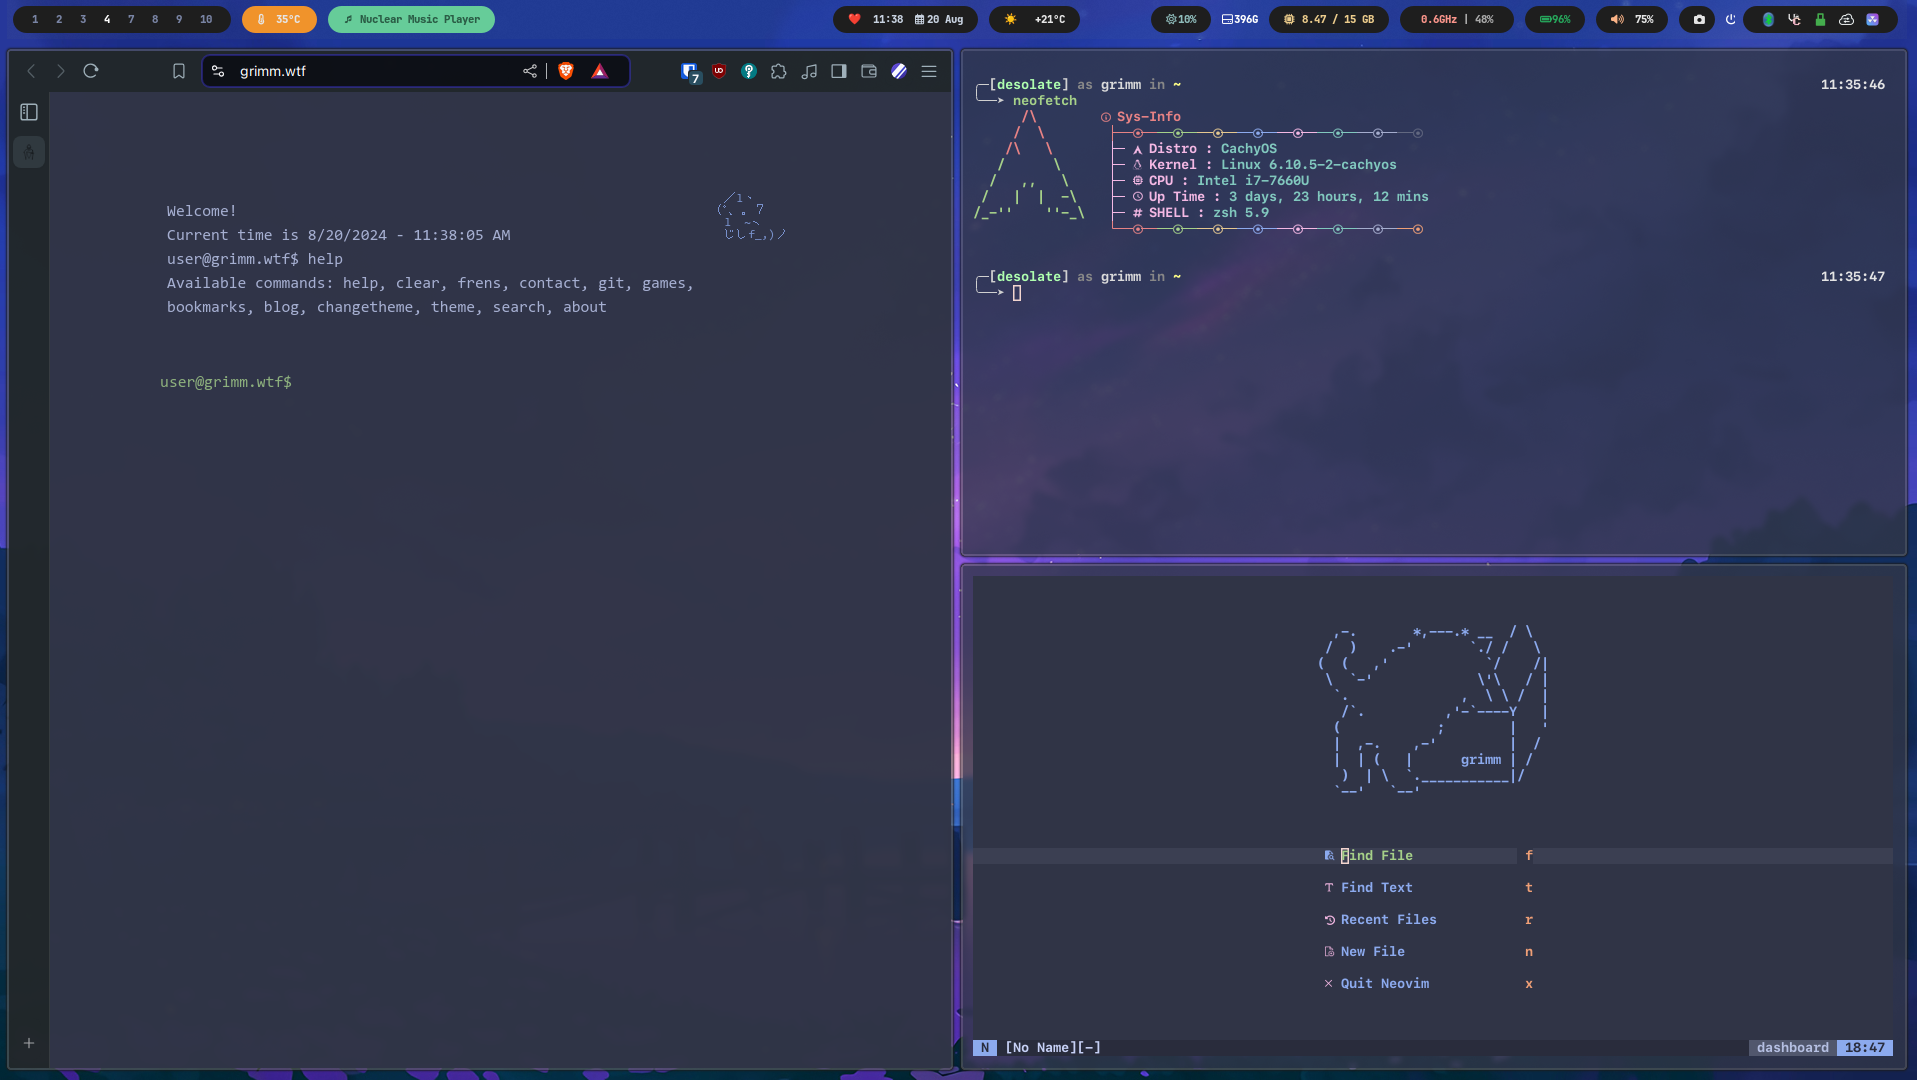 1 2 3 4 7 8 9 10
35°C
Nuclear Music Player
11:38 20 Aug
+21°C
10%
396G
8.47 / 15 GB
0.6GHz | 48%
96%
75%
grimm.wtf
7
UD
Welcome!
Current time is 8/20/2024 - 11:38:05 AM
user@grimm.wtf$ help
Available commands: help, clear, frens, contact, git, games,
bookmarks, blog, changetheme, theme, search, about
user@grimm.wtf$
[desolate] as grimm in ~ 11:35:46
neofetch
Sys-Info
Distro : CachyOS
Kernel : Linux 6.10.5-2-cachyos
CPU : Intel i7-7660U
Up Time : 3 days, 23 hours, 12 mins
# SHELL : zsh 5.9
[desolate] as grimm in ~ 11:35:47
grimm
Find File f
Find Text t
Recent Files r
New File n
Quit Neovim x
N [No Name][-] dashboard 18:47